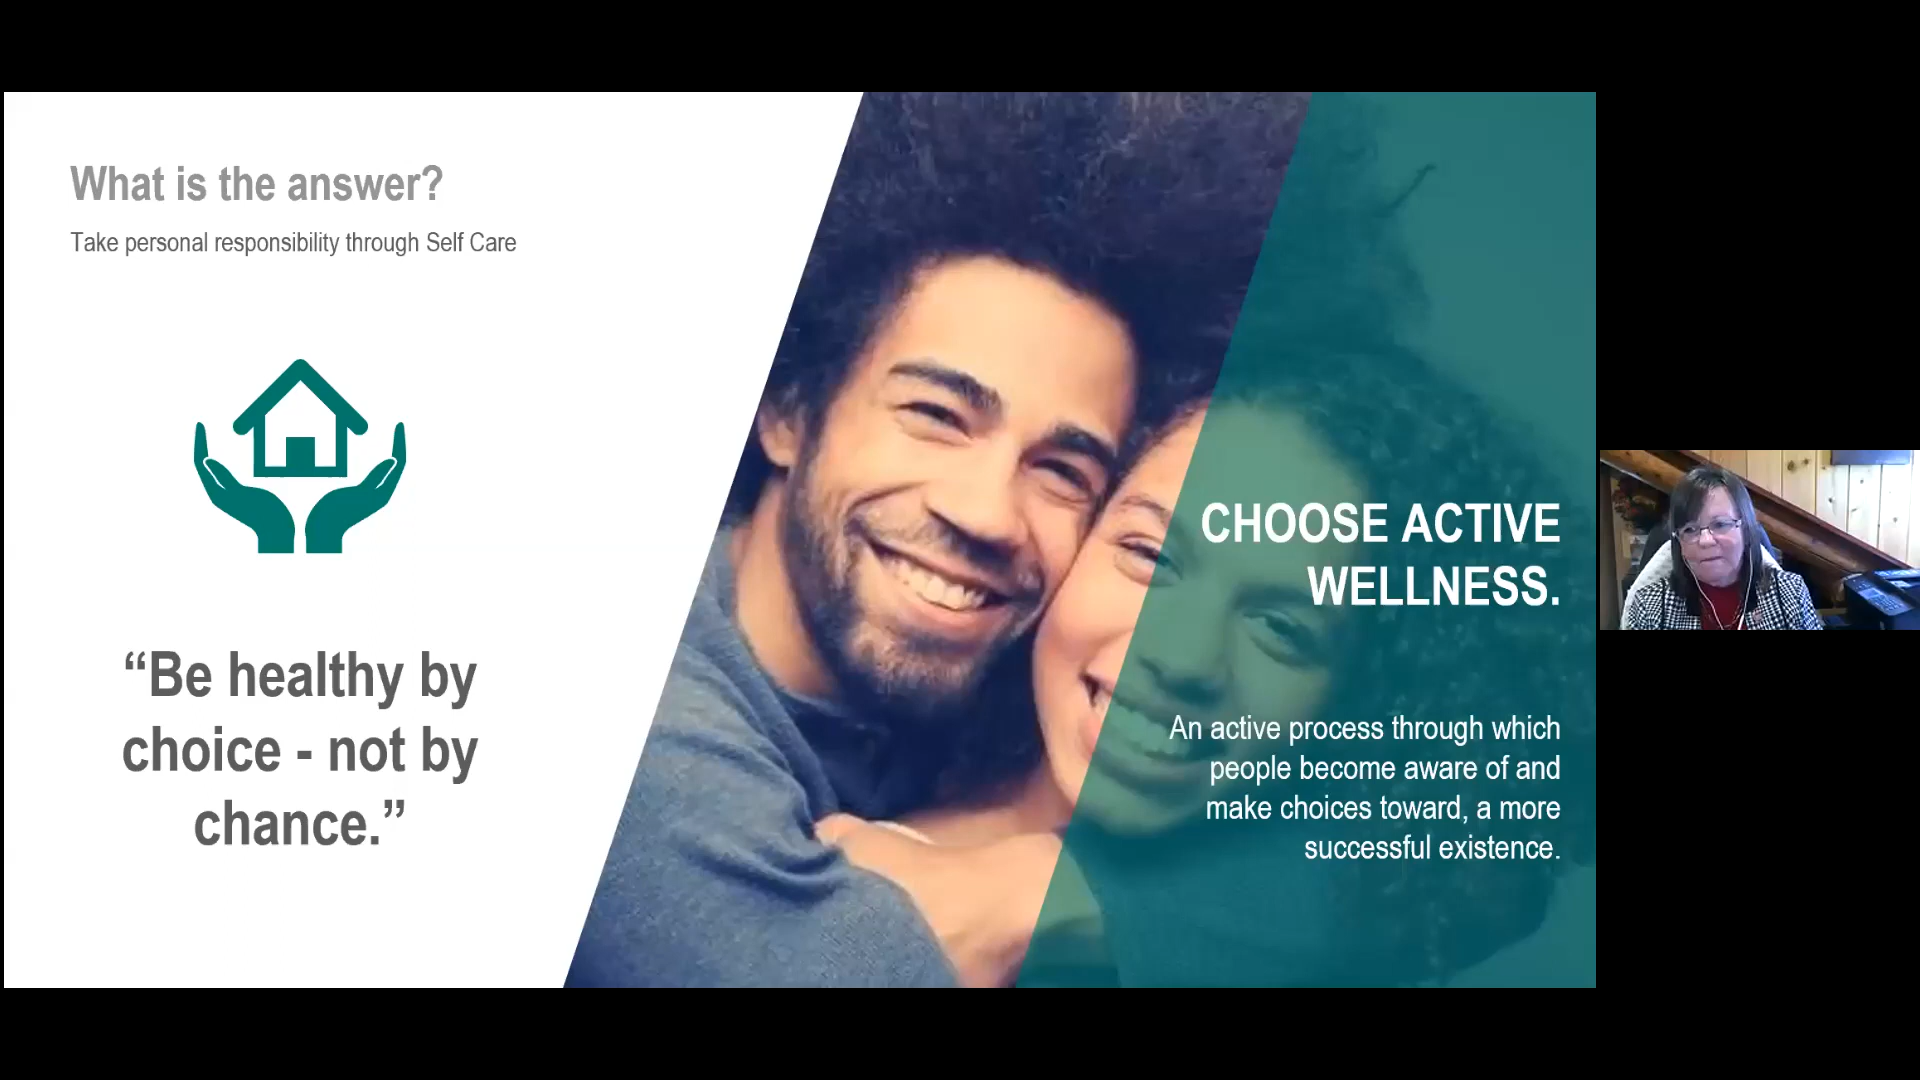 What is the answer?
Take personal responsibility through Self Care
“Be healthy by
choice - not by
chance.”
CHOOSE ACTIVE
WELLNESS.
An active process through which
people become aware of and
make choices toward, a more
successful existence.